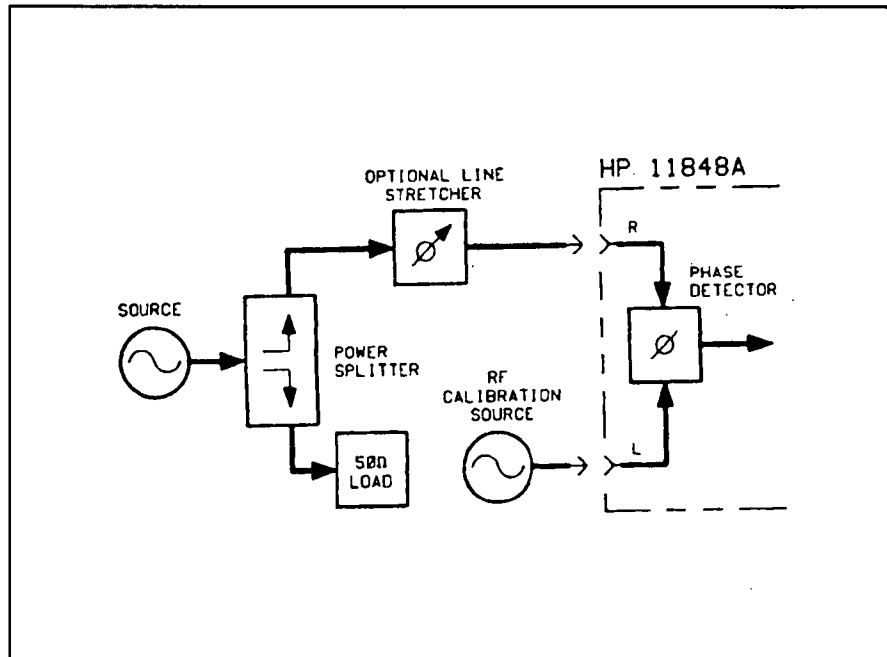 HP 11848A
OPTIONAL LINE
STRETCHER
R
PHASE
DETECTOR
SOURCE
POWER
SPLITTER
RF
CALIBRATION
SOURCE
L
50Ω
LOAD